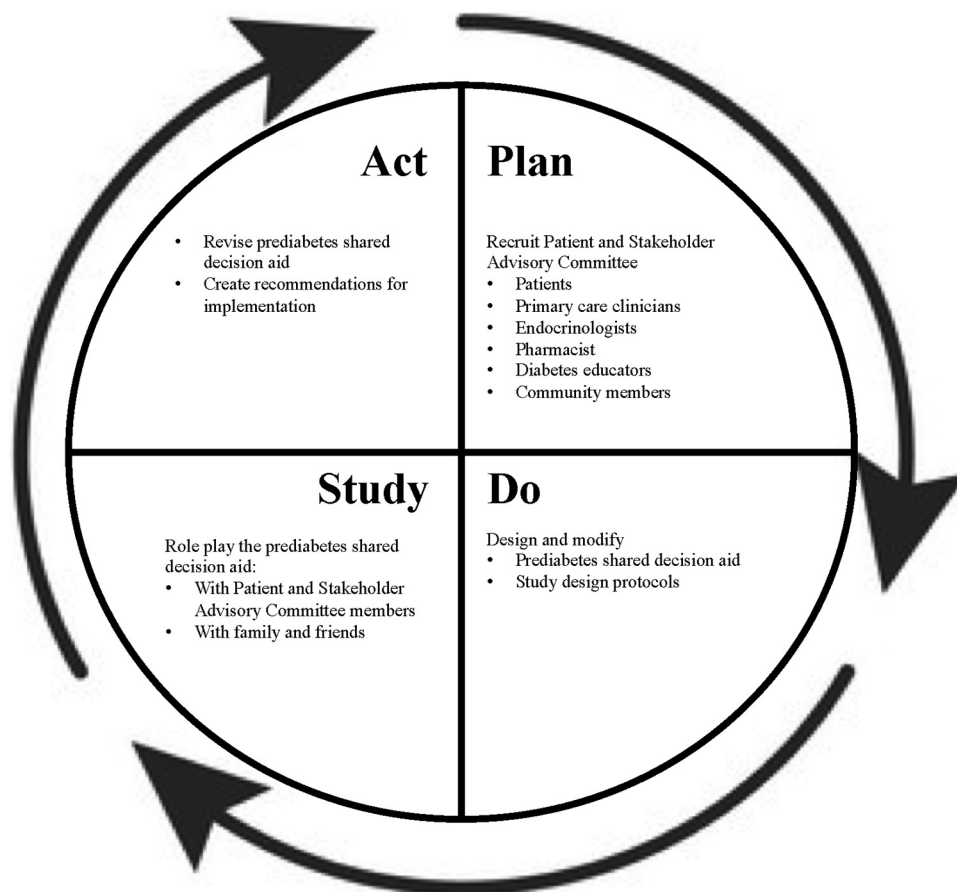 Act
• Revise prediabetes shared
decision aid
• Create recommendations for
implementation
Plan
Recruit Patient and Stakeholder
Advisory Committee
• Patients
• Primary care clinicians
• Endocrinologists
• Pharmacist
• Diabetes educators
• Community members
Study
Role play the prediabetes shared
decision aid:
• With Patient and Stakeholder
Advisory Committee members
• With family and friends
Do
Design and modify
• Prediabetes shared decision aid
• Study design protocols